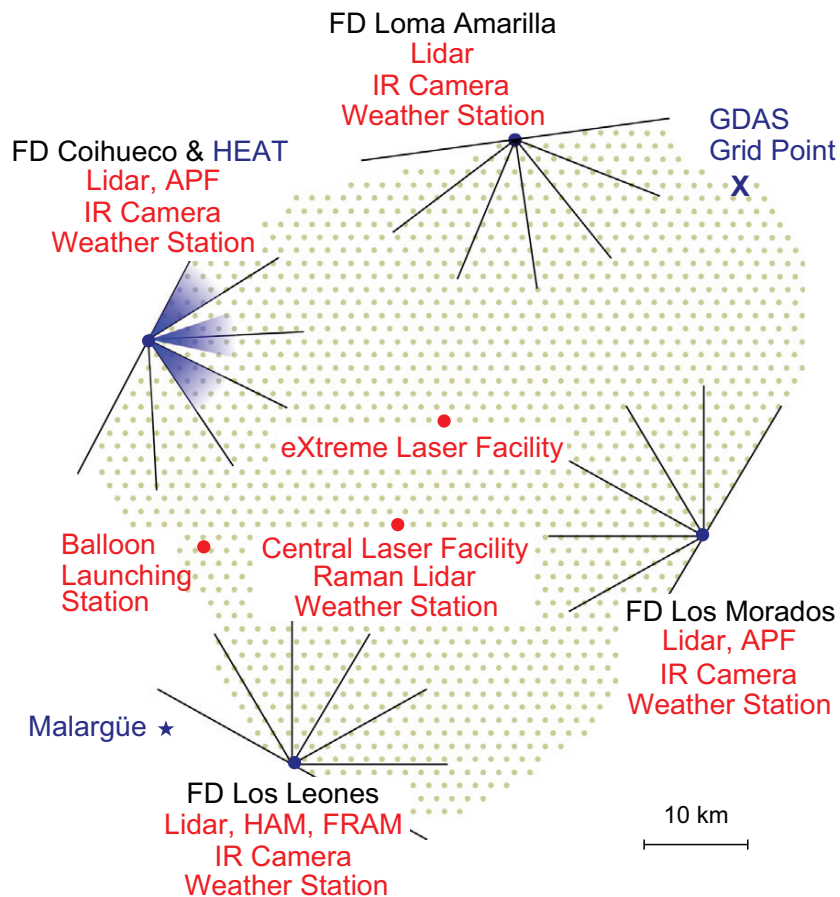 FD Loma Amarilla
Lidar
IR Camera
Weather Station
GDAS
Grid Point
X
FD Coihueco & HEAT
Lidar, APF
IR Camera
Weather Station
eXtreme Laser Facility
Balloon
Launching
Station
Central Laser Facility
Raman Lidar
Weather Station
FD Los Morados
Lidar, APF
IR Camera
Weather Station
Malargüe
FD Los Leones
Lidar, HAM, FRAM
IR Camera
Weather Station
10 km